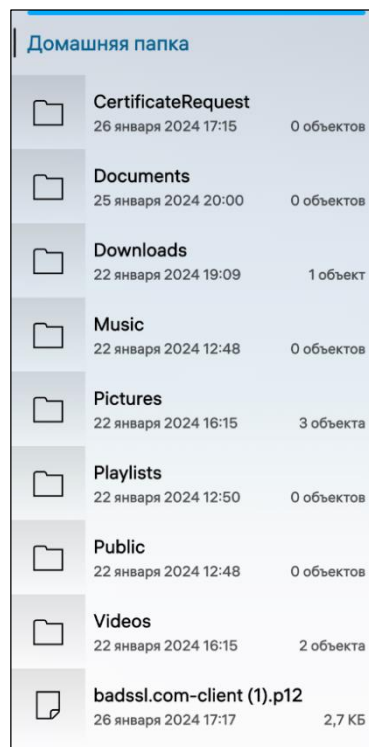 Домашняя папка
CertificateRequest
26 января 2024 17:15 0 объектов
Documents
25 января 2024 20:00 0 объектов
Downloads
22 января 2024 19:09 1 объект
Music
22 января 2024 12:48 0 объектов
Pictures
22 января 2024 16:15 3 объекта
Playlists
22 января 2024 12:50 0 объектов
Public
22 января 2024 12:48 0 объектов
Videos
22 января 2024 16:15 2 объекта
badssl.com-client (1).p12
26 января 2024 17:17 2,7 КБ